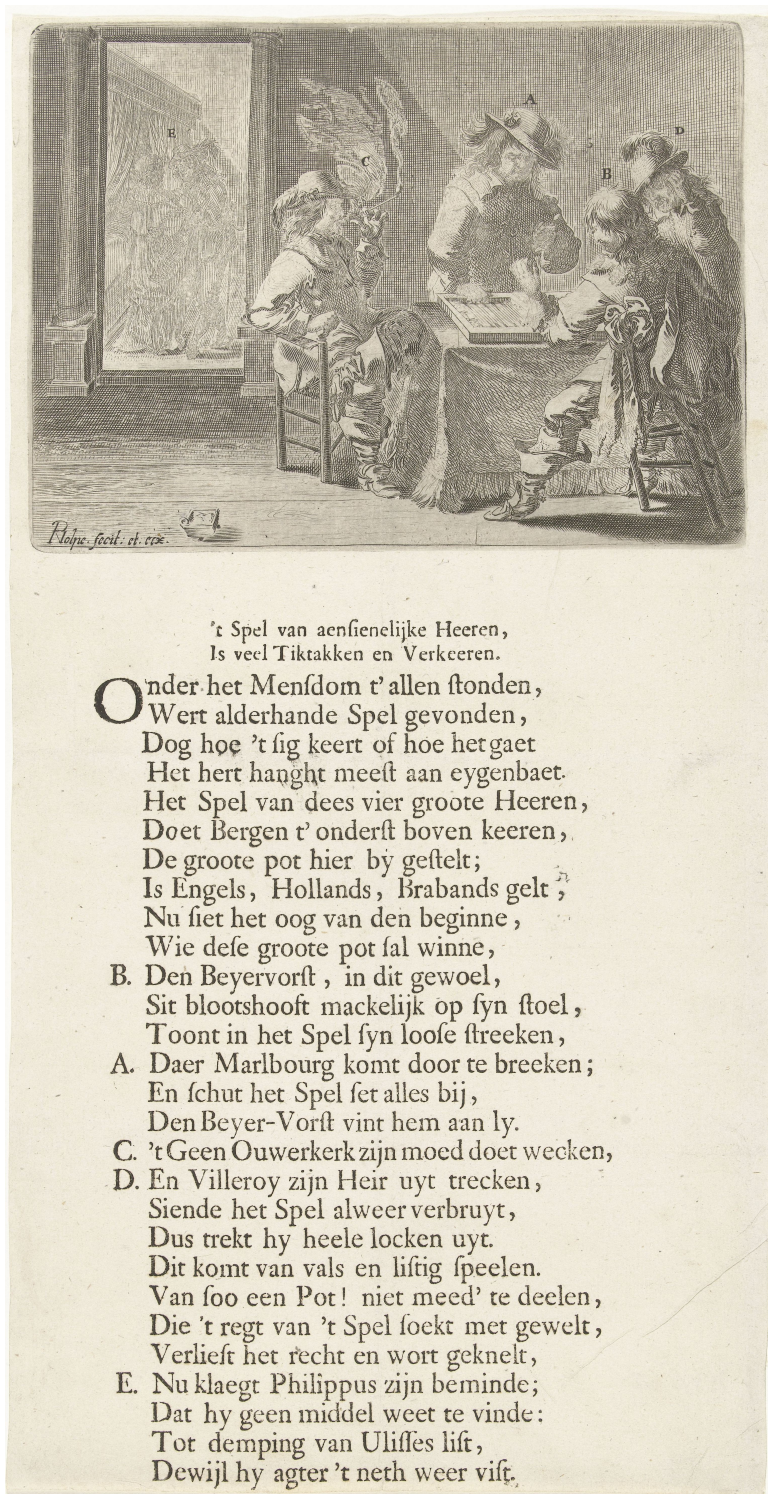 E
C
A
B
D
PNolpe. fecit. et. exc.
't Spel van aenſienelijke Heeren,
Is veel Tiktakken en Verkeeren.
Onder het Menſdom t' allen ſtonden,
Wert alderhande Spel gevonden,
Dog hoe 't ſig keert of hoe het gaet
Het hert hanght meeſt aan eygenbaet.
Het Spel van dees vier groote Heeren,
Doet Bergen t' onderſt boven keeren,
De groote pot hier by geſtelt;
Is Engels, Hollands, Brabands gelt,
Nu ſiet het oog van den beginne,
Wie deſe groote pot ſal winne,
B. Den Beyervorſt, in dit gewoel,
Sit blootshooft mackelijk op ſyn ſtoel,
Toont in het Spel ſyn looſe ſtreeken,
A. Daer Marlbourg komt door te breeken;
En ſchut het Spel ſet alles bij,
Den Beyer-Vorſt vint hem aan ly.
C. 't Geen Ouwerkerk zijn moed doet wecken,
D. En Villeroy zijn Heir uyt trecken,
Siende het Spel alweer verbruyt,
Dus trekt hy heele locken uyt.
Dit komt van vals en liſtig ſpeelen.
Van ſoo een Pot! niet meed' te deelen,
Die 't regt van 't Spel ſoekt met gewelt,
Verlieſt het recht en wort geknelt,
E. Nu klaegt Philippus zijn beminde;
Dat hy geen middel weet te vinde:
Tot demping van Uliſſes liſt,
Dewijl hy agter 't neth weer viſt.